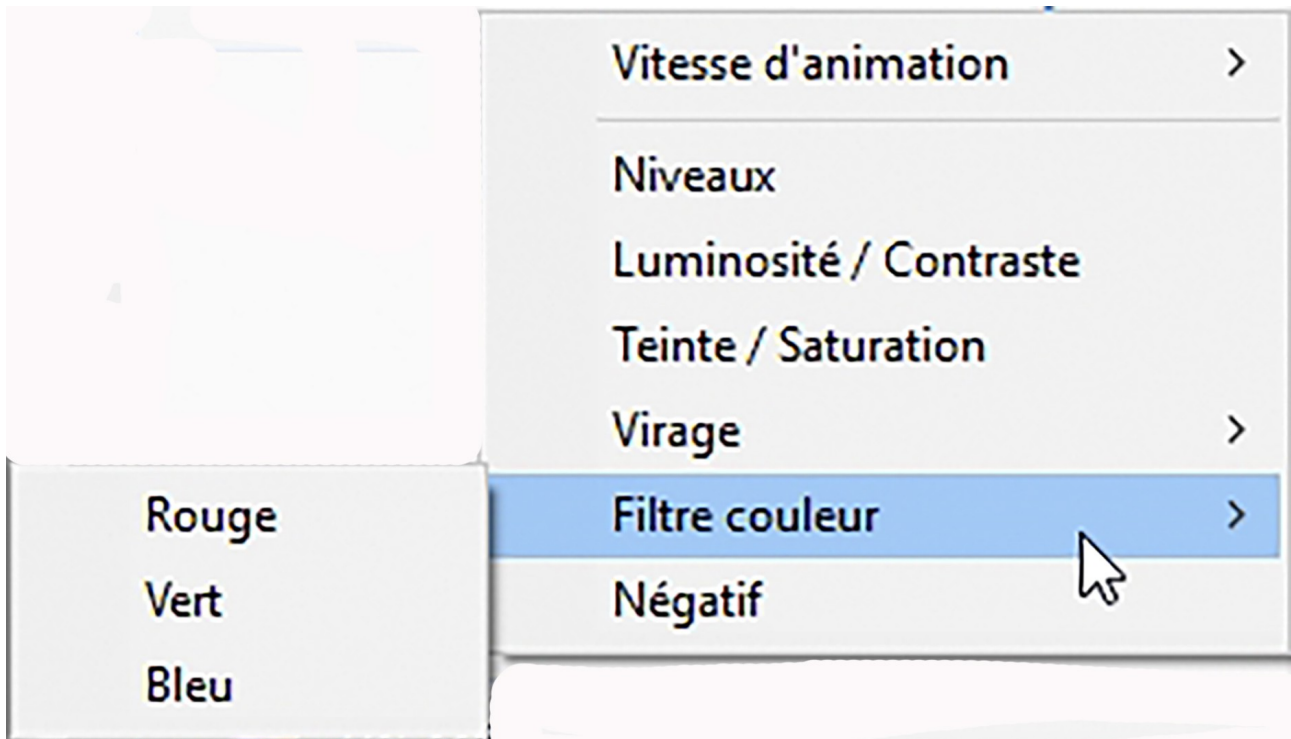 Vitesse d'animation
Niveaux
Luminosité / Contraste
Teinte / Saturation
Virage
Filtre couleur
Négatif
Rouge
Vert
Bleu